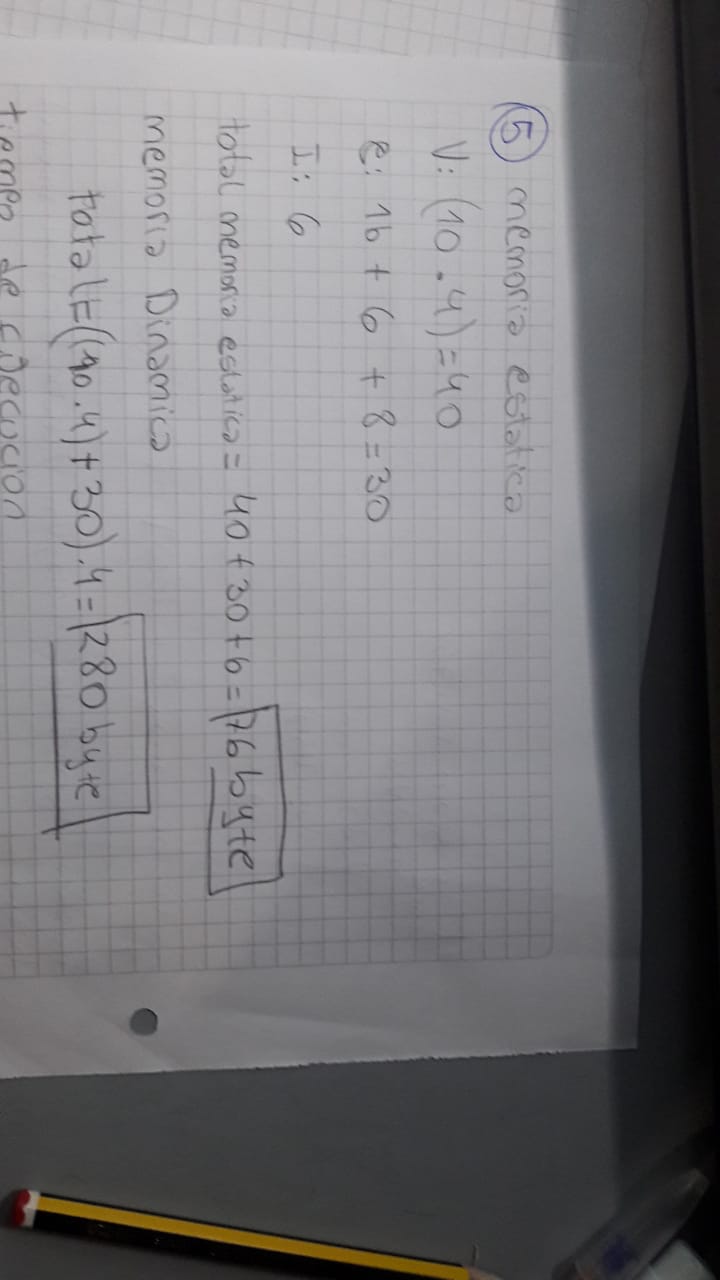 5 memoria estatica
V: (10.4)=40
e: 16 + 6 + 8 = 30
I: 6
total memoria estatica = 40+30+6 = 76 byte
memoria Dinamica
total = ((10.4)+30).4 = 280 byte
tiempo de ejecucion